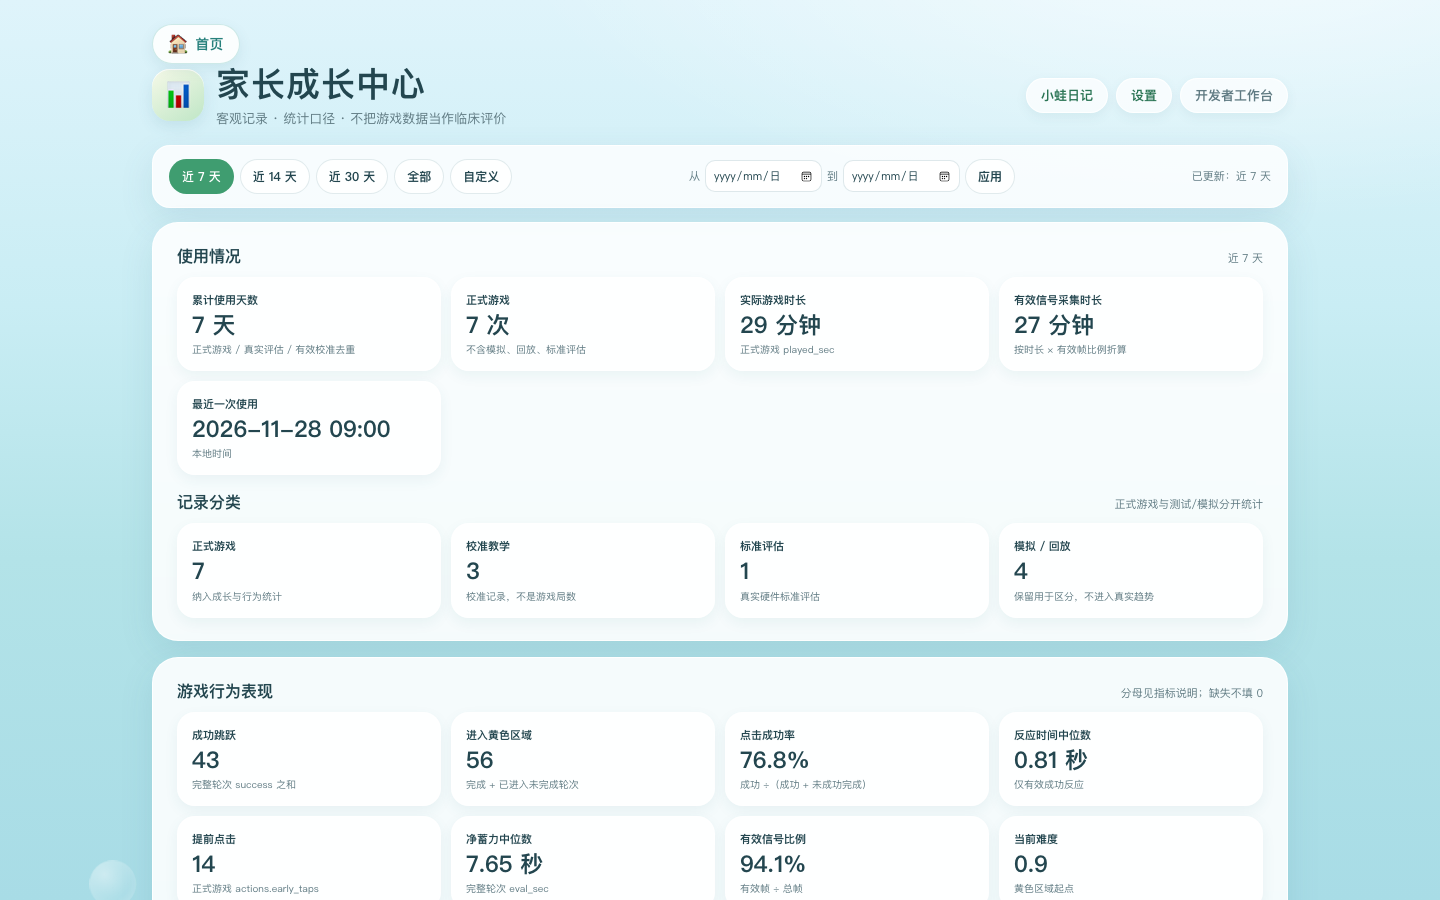 首页
家长成长中心
客观记录 · 统计口径 · 不把游戏数据当作临床评价
小蛙日记
设置
开发者工作台
近 7 天
近 14 天
近 30 天
全部
自定义
从
yyyy/mm/日
到
yyyy/mm/日
应用
已更新：近 7 天
使用情况
近 7 天
累计使用天数
7 天
正式游戏 / 真实评估 / 有效校准去重
正式游戏
7 次
不含模拟、回放、标准评估
实际游戏时长
29 分钟
正式游戏 played_sec
有效信号采集时长
27 分钟
按时长 × 有效帧比例折算
最近一次使用
2026-11-28 09:00
本地时间
记录分类
正式游戏与测试/模拟分开统计
正式游戏
7
纳入成长与行为统计
校准教学
3
校准记录，不是游戏局数
标准评估
1
真实硬件标准评估
模拟 / 回放
4
保留用于区分，不进入真实趋势
游戏行为表现
分母见指标说明；缺失不填 0
成功跳跃
43
完整轮次 success 之和
进入黄色区域
56
完成 + 已进入未完成轮次
点击成功率
76.8%
成功 ÷（成功 + 未成功完成）
反应时间中位数
0.81 秒
仅有效成功反应
提前点击
14
正式游戏 actions.early_taps
净蓄力中位数
7.65 秒
完整轮次 eval_sec
有效信号比例
94.1%
有效帧 ÷ 总帧
当前难度
0.9
黄色区域起点